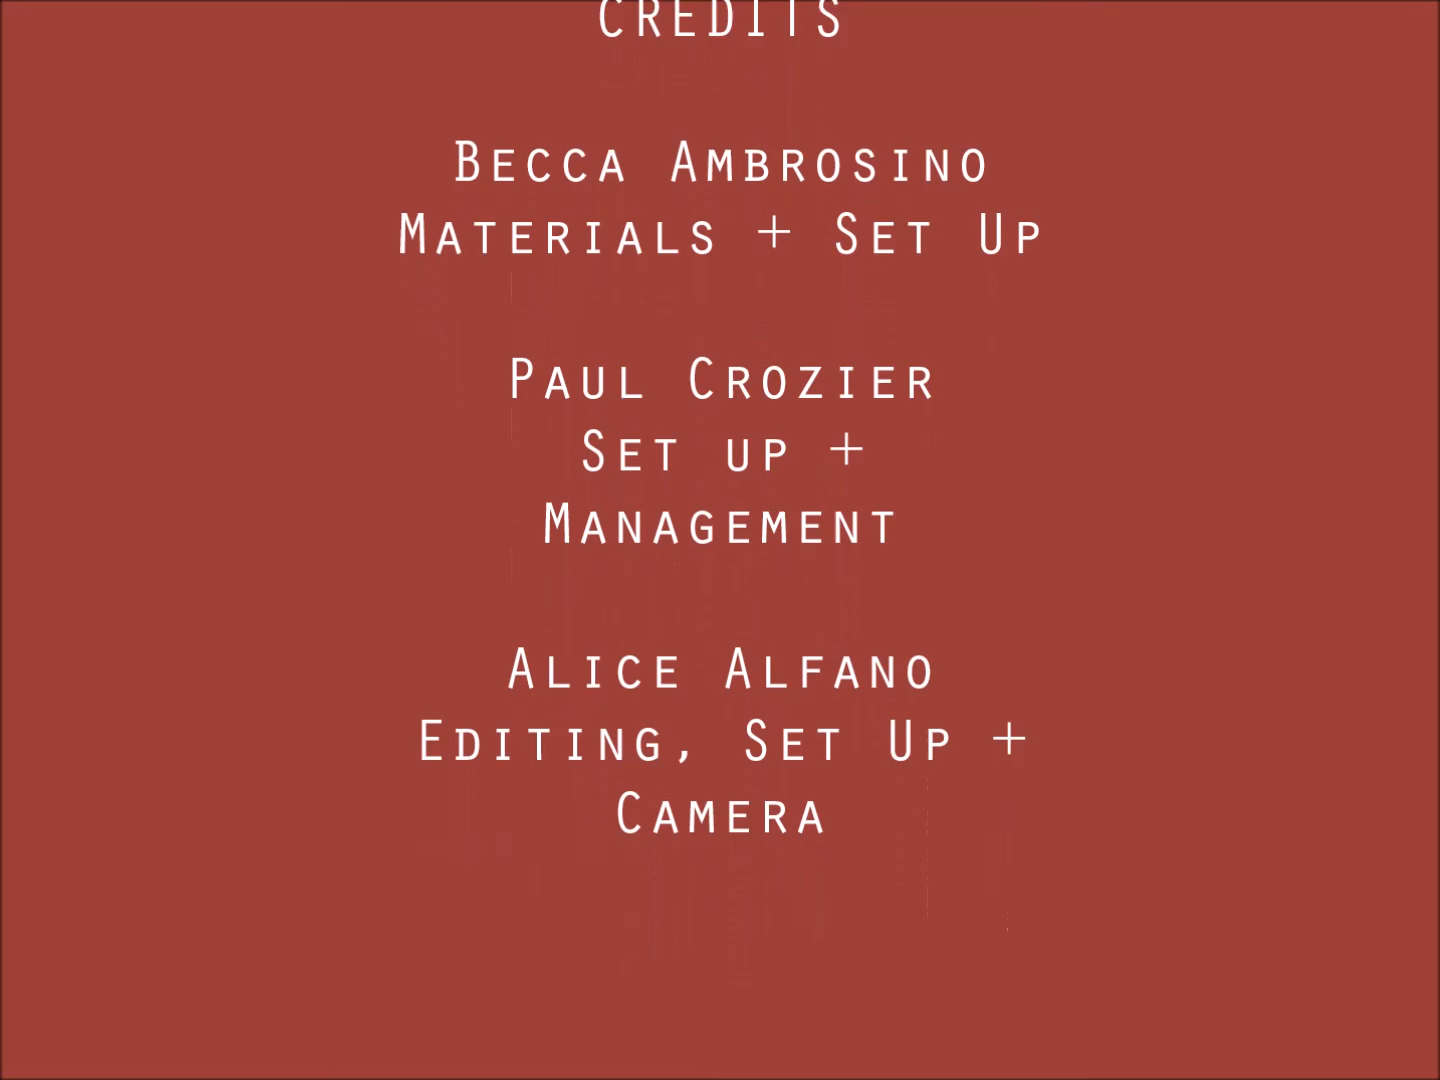 CREDITS
BECCA AMBROSINO
MATERIALS + SET UP
PAUL CROZIER
SET UP +
MANAGEMENT
ALICE ALFANO
EDITING, SET UP +
CAMERA